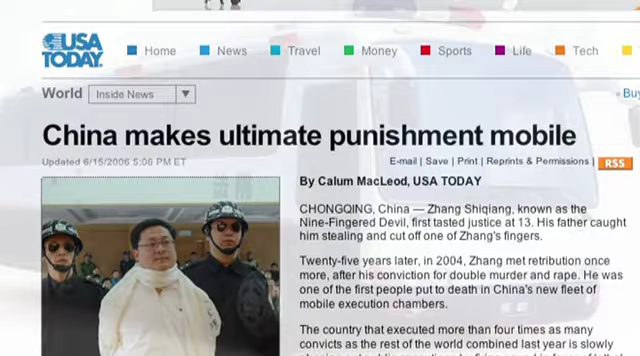 USA
TODAY.
Home News Travel Money Sports Life Tech
World Inside News Buy
China makes ultimate punishment mobile
Updated 6/15/2006 5:06 PM ET
E-mail | Save | Print | Reprints & Permissions | RSS
By Calum MacLeod, USA TODAY
CHONGQING, China — Zhang Shiqiang, known as the
Nine-Fingered Devil, first tasted justice at 13. His father caught
him stealing and cut off one of Zhang's fingers.
Twenty-five years later, in 2004, Zhang met retribution once
more, after his conviction for double murder and rape. He was
one of the first people put to death in China's new fleet of
mobile execution chambers.
The country that executed more than four times as many
convicts as the rest of the world combined last year is slowly